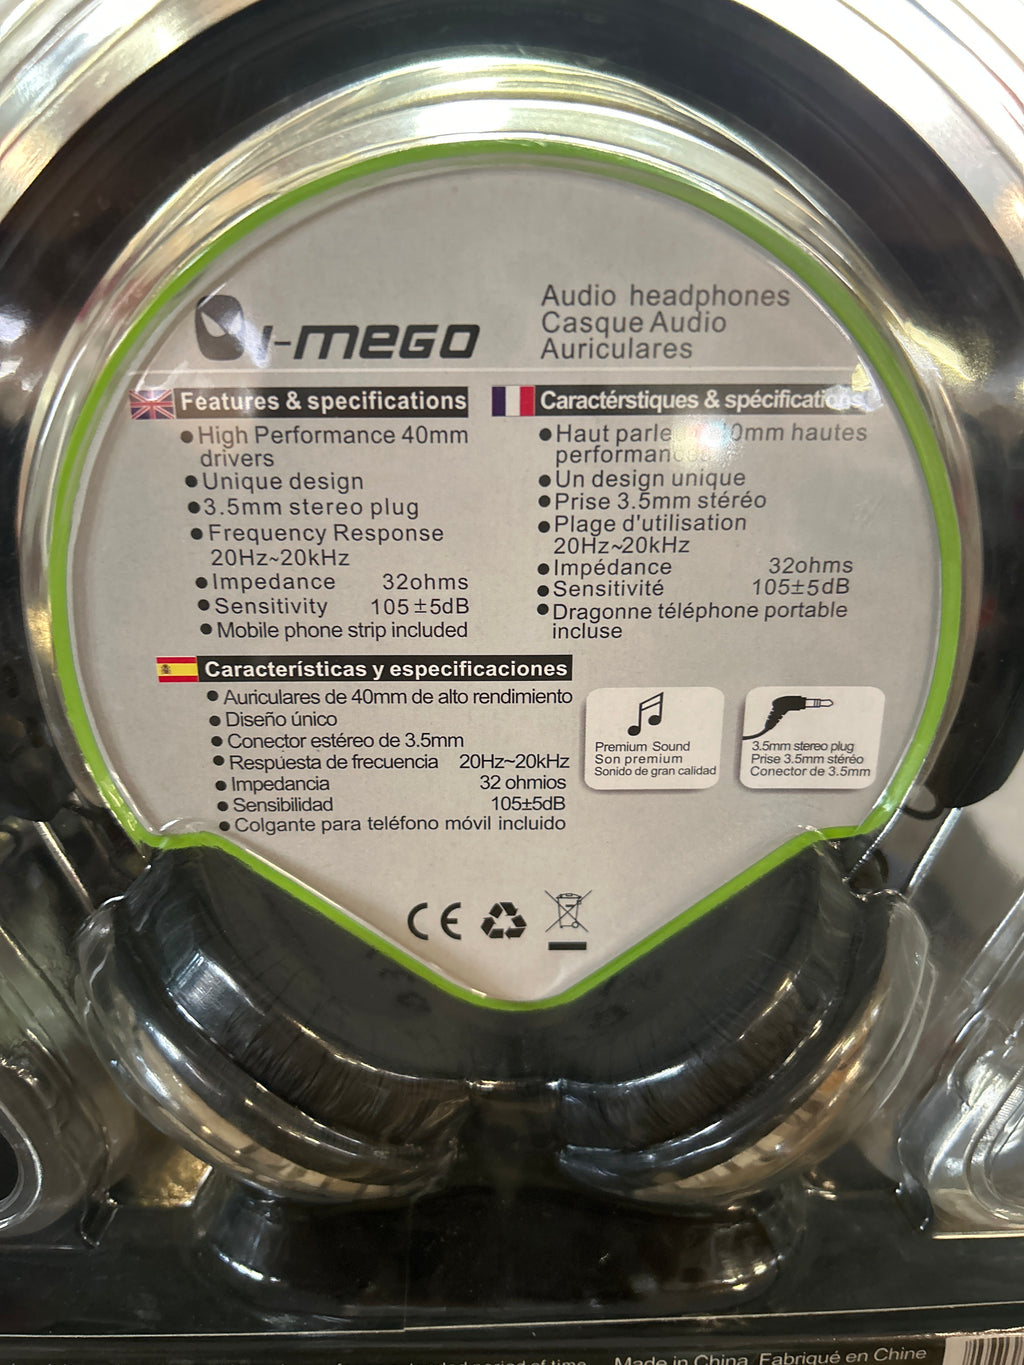 i-mego
Audio headphones
Casque Audio
Auriculares
Features & specifications
High Performance 40mm
drivers
Unique design
3.5mm stereo plug
Frequency Response
20Hz~20kHz
Impedance 32ohms
Sensitivity 105±5dB
Mobile phone strip included
Caractérstiques & spécifications
Haut parle 0mm hautes
performances
Un design unique
Prise 3.5mm stéréo
Plage d'utilisation
20Hz~20kHz
Impédance 32ohms
Sensitivité 105±5dB
Dragonne téléphone portable
incluse
Características y especificaciones
Auriculares de 40mm de alto rendimiento
Diseño único
Conector estéreo de 3.5mm
Respuesta de frecuencia 20Hz~20kHz
Impedancia 32 ohmios
Sensibilidad 105±5dB
Colgante para teléfono móvil incluido
Premium Sound
Son premium
Sonido de gran calidad
3.5mm stereo plug
Prise 3.5mm stéréo
Conector de 3.5mm
CE
period of time. Made in China. Fabriqué en Chine